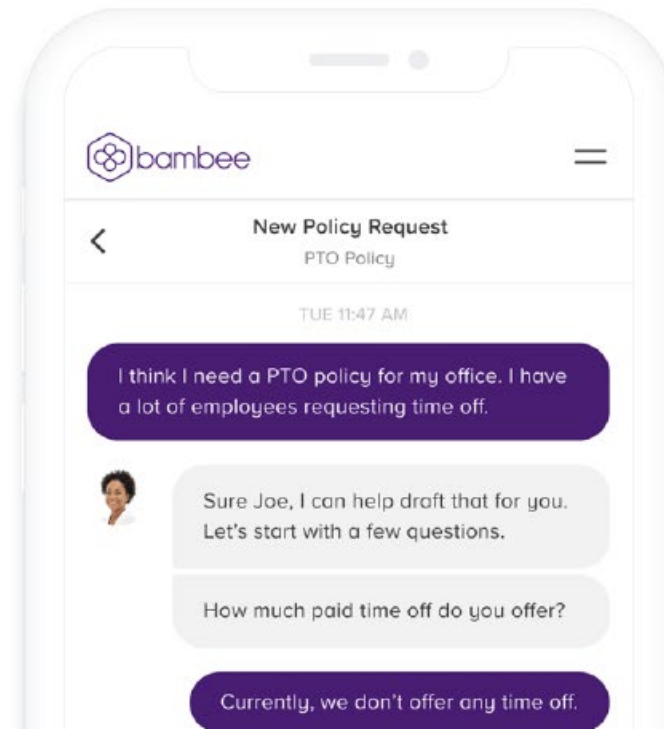 bambee
New Policy Request
PTO Policy
TUE 11:47 AM
I think I need a PTO policy for my office. I have
a lot of employees requesting time off.
Sure Joe, I can help draft that for you.
Let's start with a few questions.
How much paid time off do you offer?
Currently, we don't offer any time off.